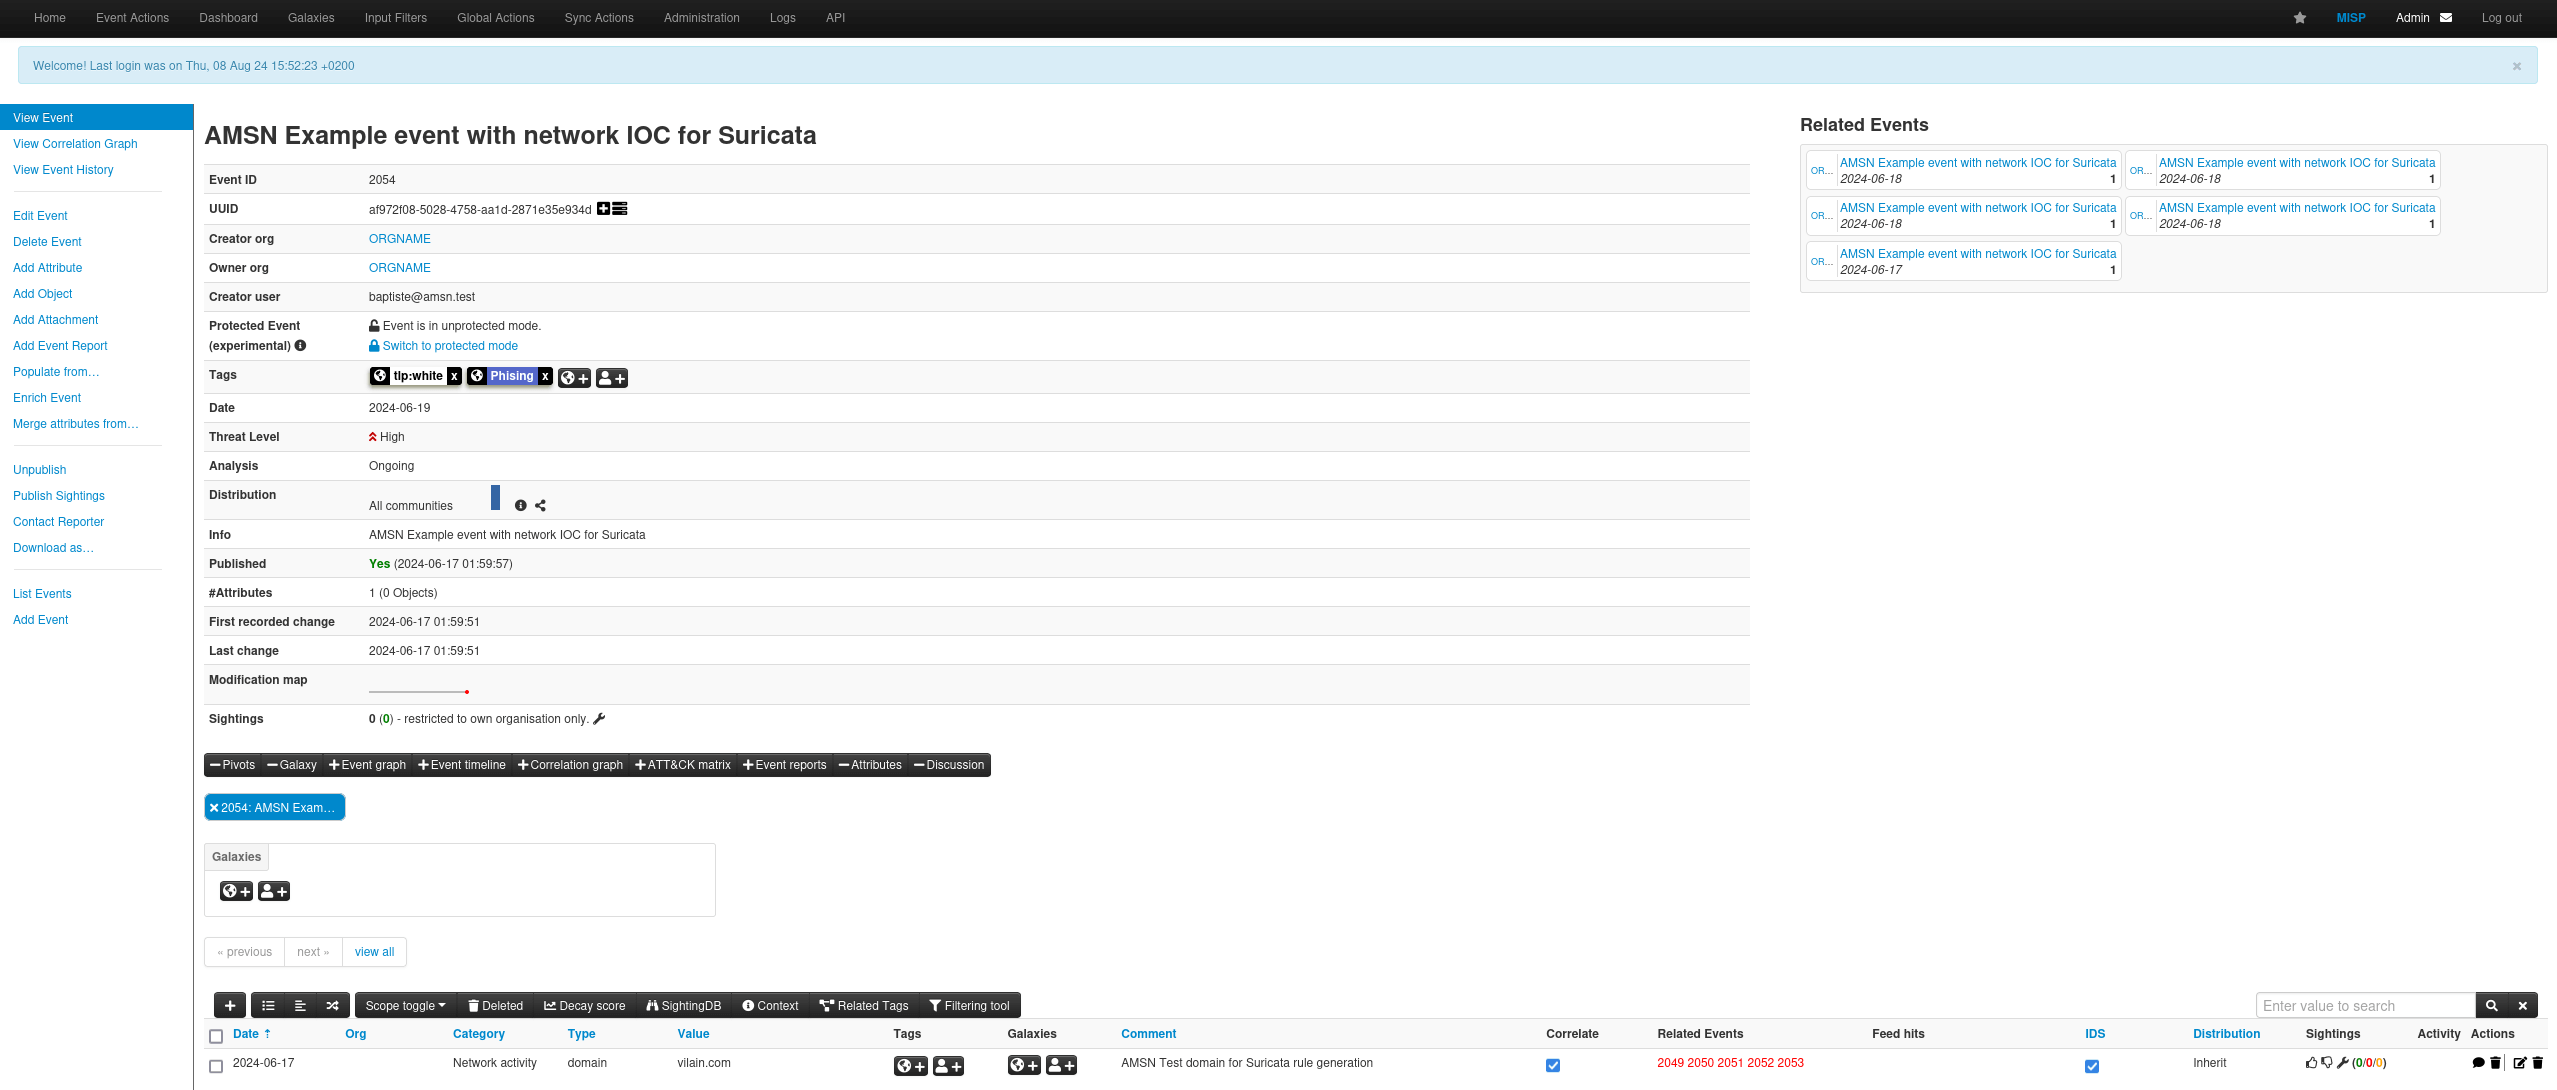 Home Event Actions Dashboard Galaxies Input Filters Global Actions Sync Actions Administration Logs API MISP Admin Log out
Welcome! Last login was on Thu, 08 Aug 24 15:52:23 +0200 ×
View Event
View Correlation Graph
View Event History
Edit Event
Delete Event
Add Attribute
Add Object
Add Attachment
Add Event Report
Populate from…
Enrich Event
Merge attributes from…
Unpublish
Publish Sightings
Contact Reporter
Download as…
List Events
Add Event
AMSN Example event with network IOC for Suricata
Event ID 2054
UUID af972f08-5028-4758-aa1d-2871e35e934d
Creator org ORGNAME
Owner org ORGNAME
Creator user baptiste@amsn.test
Protected Event (experimental)
Event is in unprotected mode.
Switch to protected mode
Tags tlp:white x Phising x
Date 2024-06-19
Threat Level High
Analysis Ongoing
Distribution All communities
Info AMSN Example event with network IOC for Suricata
Published Yes (2024-06-17 01:59:57)
#Attributes 1 (0 Objects)
First recorded change 2024-06-17 01:59:51
Last change 2024-06-17 01:59:51
Modification map
Sightings 0 (0) - restricted to own organisation only.
Related Events
OR... AMSN Example event with network IOC for Suricata
2024-06-18 1
OR... AMSN Example event with network IOC for Suricata
2024-06-18 1
OR... AMSN Example event with network IOC for Suricata
2024-06-18 1
OR... AMSN Example event with network IOC for Suricata
2024-06-18 1
OR... AMSN Example event with network IOC for Suricata
2024-06-17 1
Pivots Galaxy Event graph Event timeline Correlation graph ATT&CK matrix Event reports Attributes Discussion
2054: AMSN Exam…
Galaxies
« previous next » view all
Scope toggle Deleted Decay score SightingDB Context Related Tags Filtering tool Enter value to search
Date ↑ Org Category Type Value Tags Galaxies Comment Correlate Related Events Feed hits IDS Distribution Sightings Activity Actions
2024-06-17 Network activity domain vilain.com AMSN Test domain for Suricata rule generation 2049 2050 2051 2052 2053 Inherit (0/0/0)